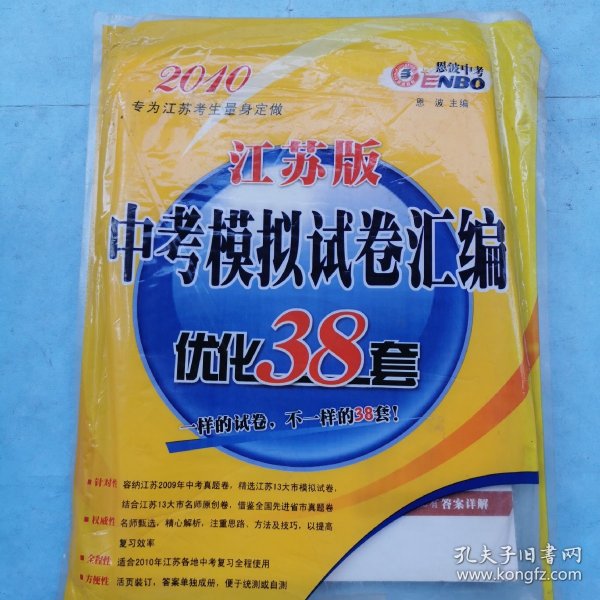 2010
专为江苏考生量身定做
恩波中考
ENBO
恩 波 主编
江苏版
中考模拟试卷汇编
优化38套
一样的试卷，不一样的38套！
■ 针对性 容纳江苏2009年中考真题卷，精选江苏13大市模拟试卷，
结合江苏13大市名师原创卷，借鉴全国先进省市真题卷
■ 权威性 名师甄选，精心解析，注重思路、方法及技巧，以提高
复习效率
■ 全程性 适合2010年江苏各地中考复习全程使用
■ 方便性 活页装订，答案单独成册，便于统测或自测
答案详解
孔夫子旧书网
www.kongfz.com